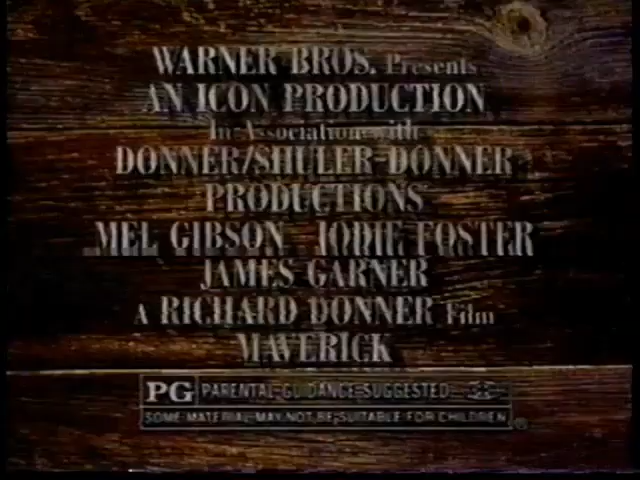 WARNER BROS. Presents
AN ICON PRODUCTION
In Association with
DONNER/SHULER-DONNER
PRODUCTIONS
MEL GIBSON JODIE FOSTER
JAMES GARNER
A RICHARD DONNER Film
MAVERICK
PG PARENTAL GUIDANCE SUGGESTED
SOME MATERIAL MAY NOT BE SUITABLE FOR CHILDREN ®